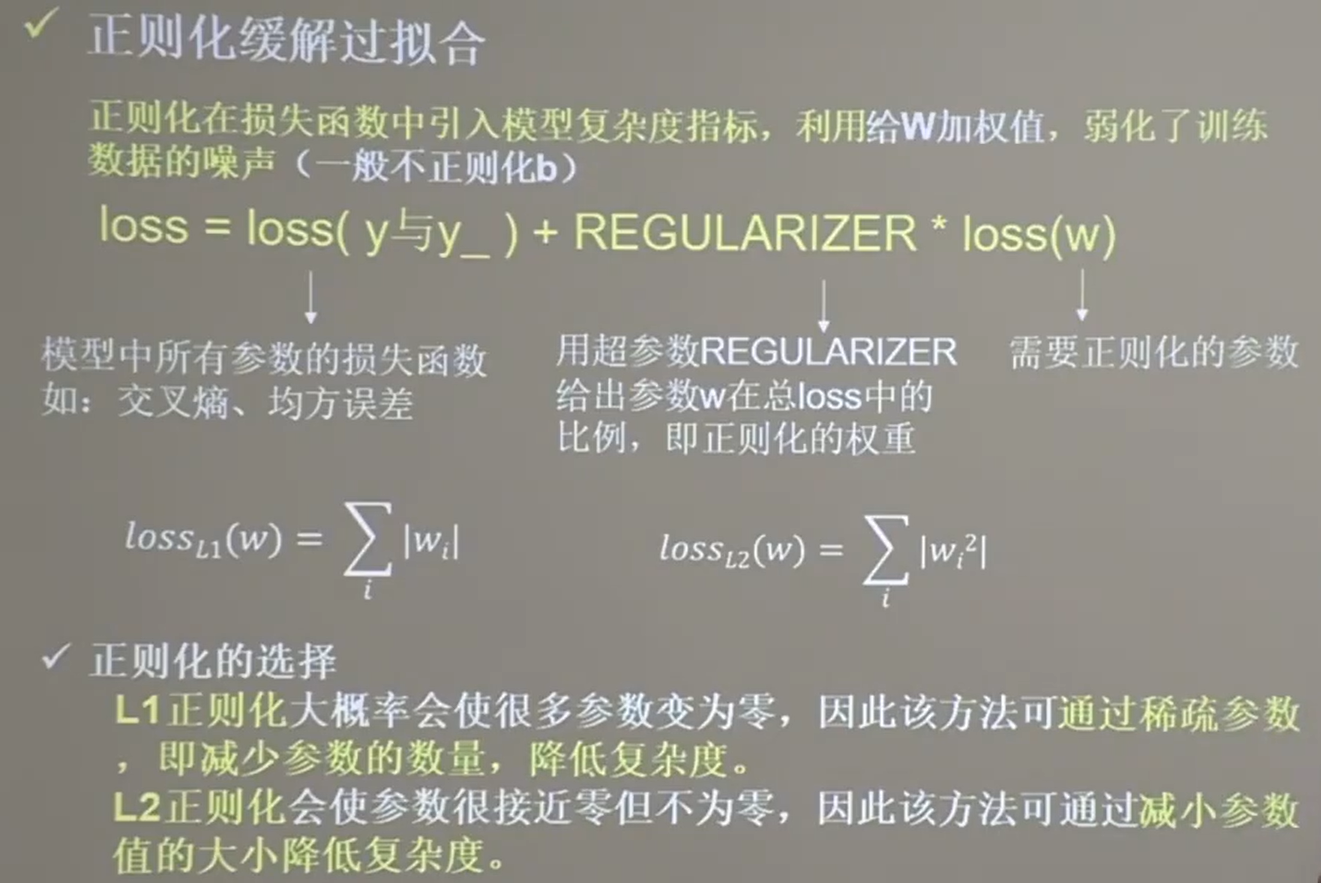 ✓ 正则化缓解过拟合
正则化在损失函数中引入模型复杂度指标，利用给W加权值，弱化了训练
数据的噪声（一般不正则化b）
loss = loss( y与y_ ) + REGULARIZER * loss(w)
模型中所有参数的损失函数
如：交叉熵、均方误差
用超参数REGULARIZER
给出参数w在总loss中的
比例，即正则化的权重
需要正则化的参数
loss_{L1}(w) = ∑_i |w_i|
loss_{L2}(w) = ∑_i |w_i²|
✓ 正则化的选择
L1正则化大概率会使很多参数变为零，因此该方法可通过稀疏参数
，即减少参数的数量，降低复杂度。
L2正则化会使参数很接近零但不为零，因此该方法可通过减小参数
值的大小降低复杂度。